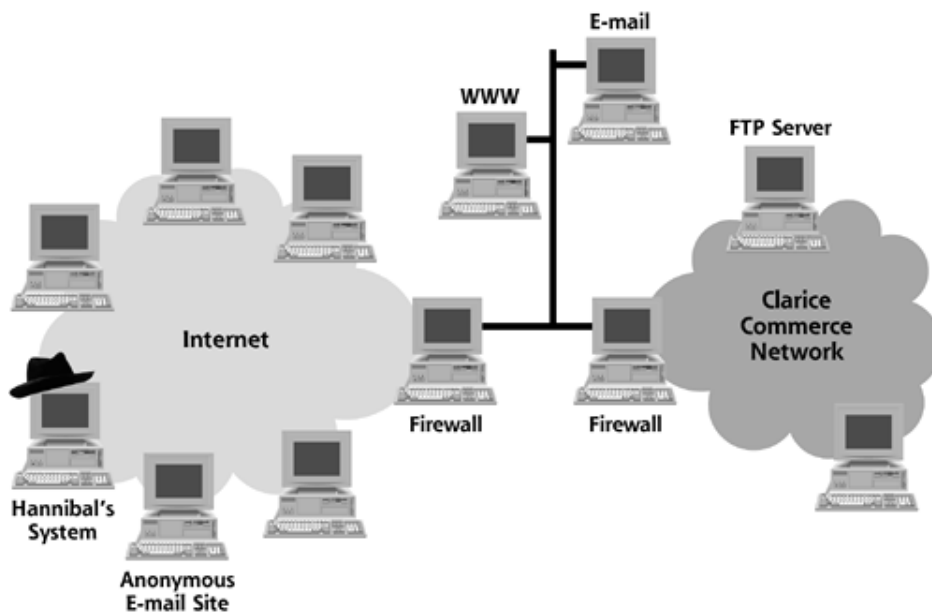 E-mail
WWW
FTP Server
Internet
Clarice
Commerce
Network
Firewall
Firewall
Hannibal's
System
Anonymous
E-mail Site